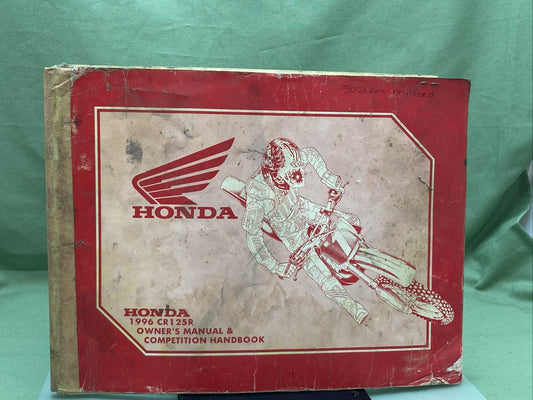 HONDA
HONDA
1996 CR125R
OWNER'S MANUAL &
COMPETITION HANDBOOK